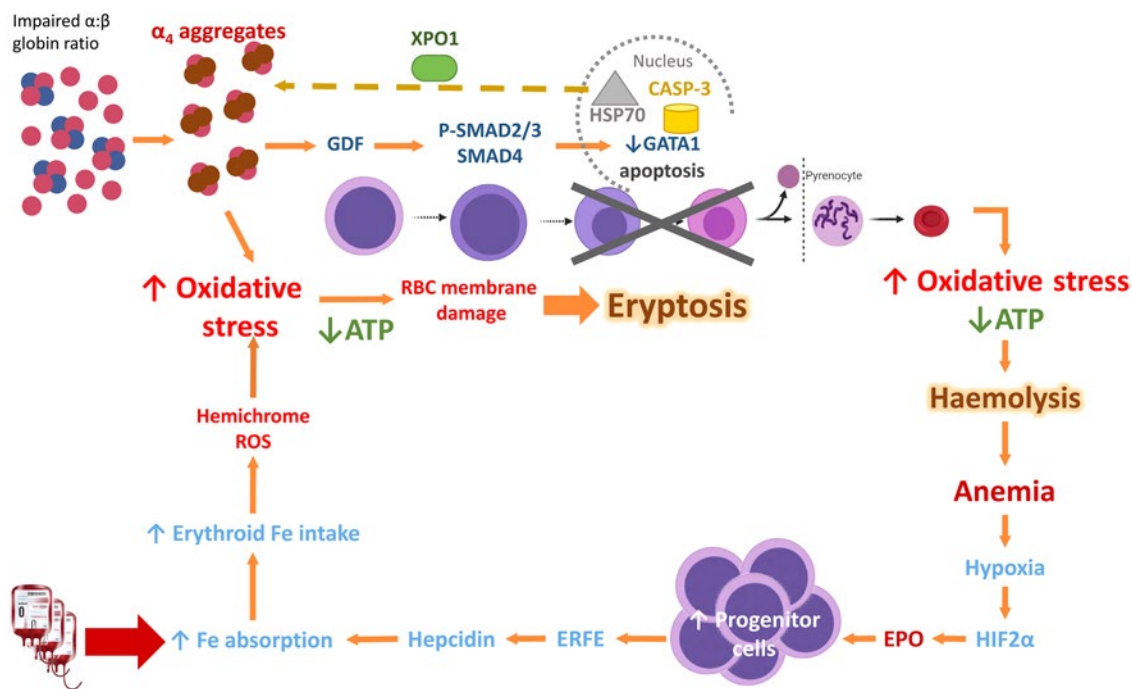 Impaired α:β
globin ratio
α4 aggregates
XPO1
Nucleus
CASP-3
HSP70
GDF
P-SMAD2/3
SMAD4
↓GATA1
apoptosis
Pyrenocyte
↑ Oxidative
stress
↓ATP
RBC membrane
damage
Eryptosis
↑ Oxidative stress
↓ATP
Haemolysis
Anemia
Hypoxia
HIF2α
EPO
↑ Progenitor
cells
ERFE
Hepcidin
↑ Fe absorption
↑ Erythroid Fe intake
Hemichrome
ROS